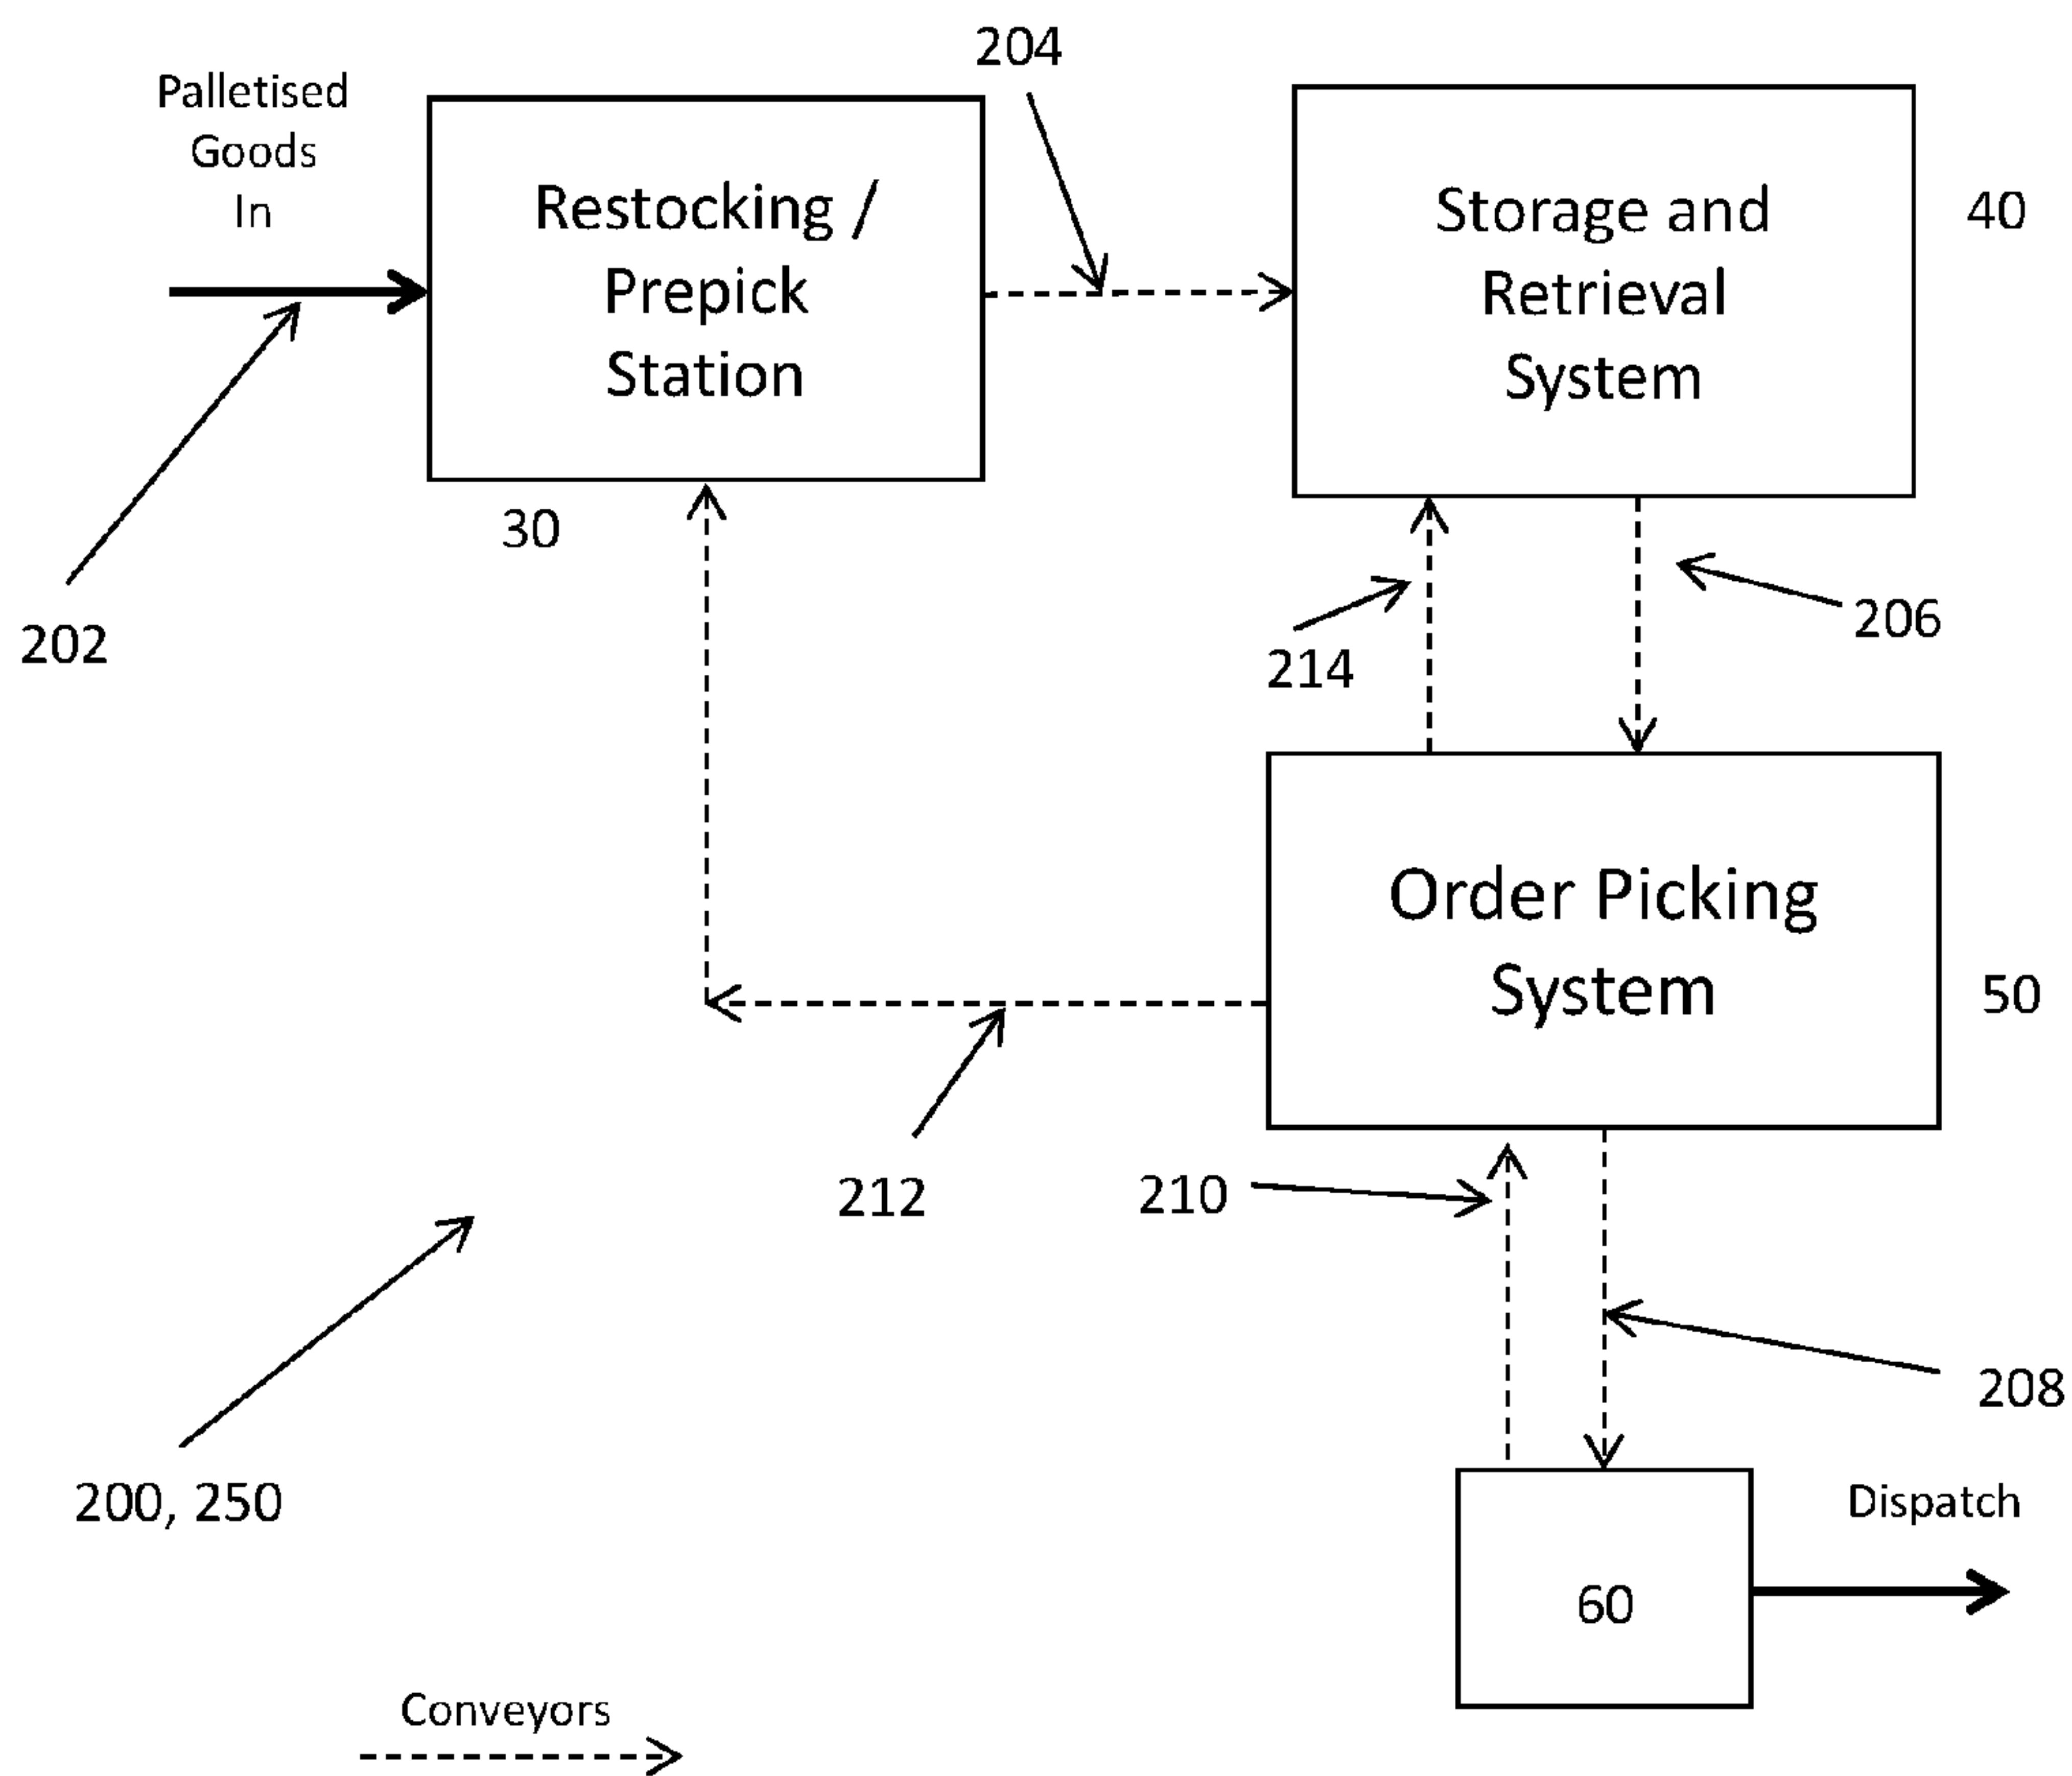 204
Palletised
Goods
In
Restocking /
Prepick
Station
Storage and
Retrieval
System
40
30
202
214
206
Order Picking
System
50
212
210
208
200, 250
Dispatch
60
Conveyors